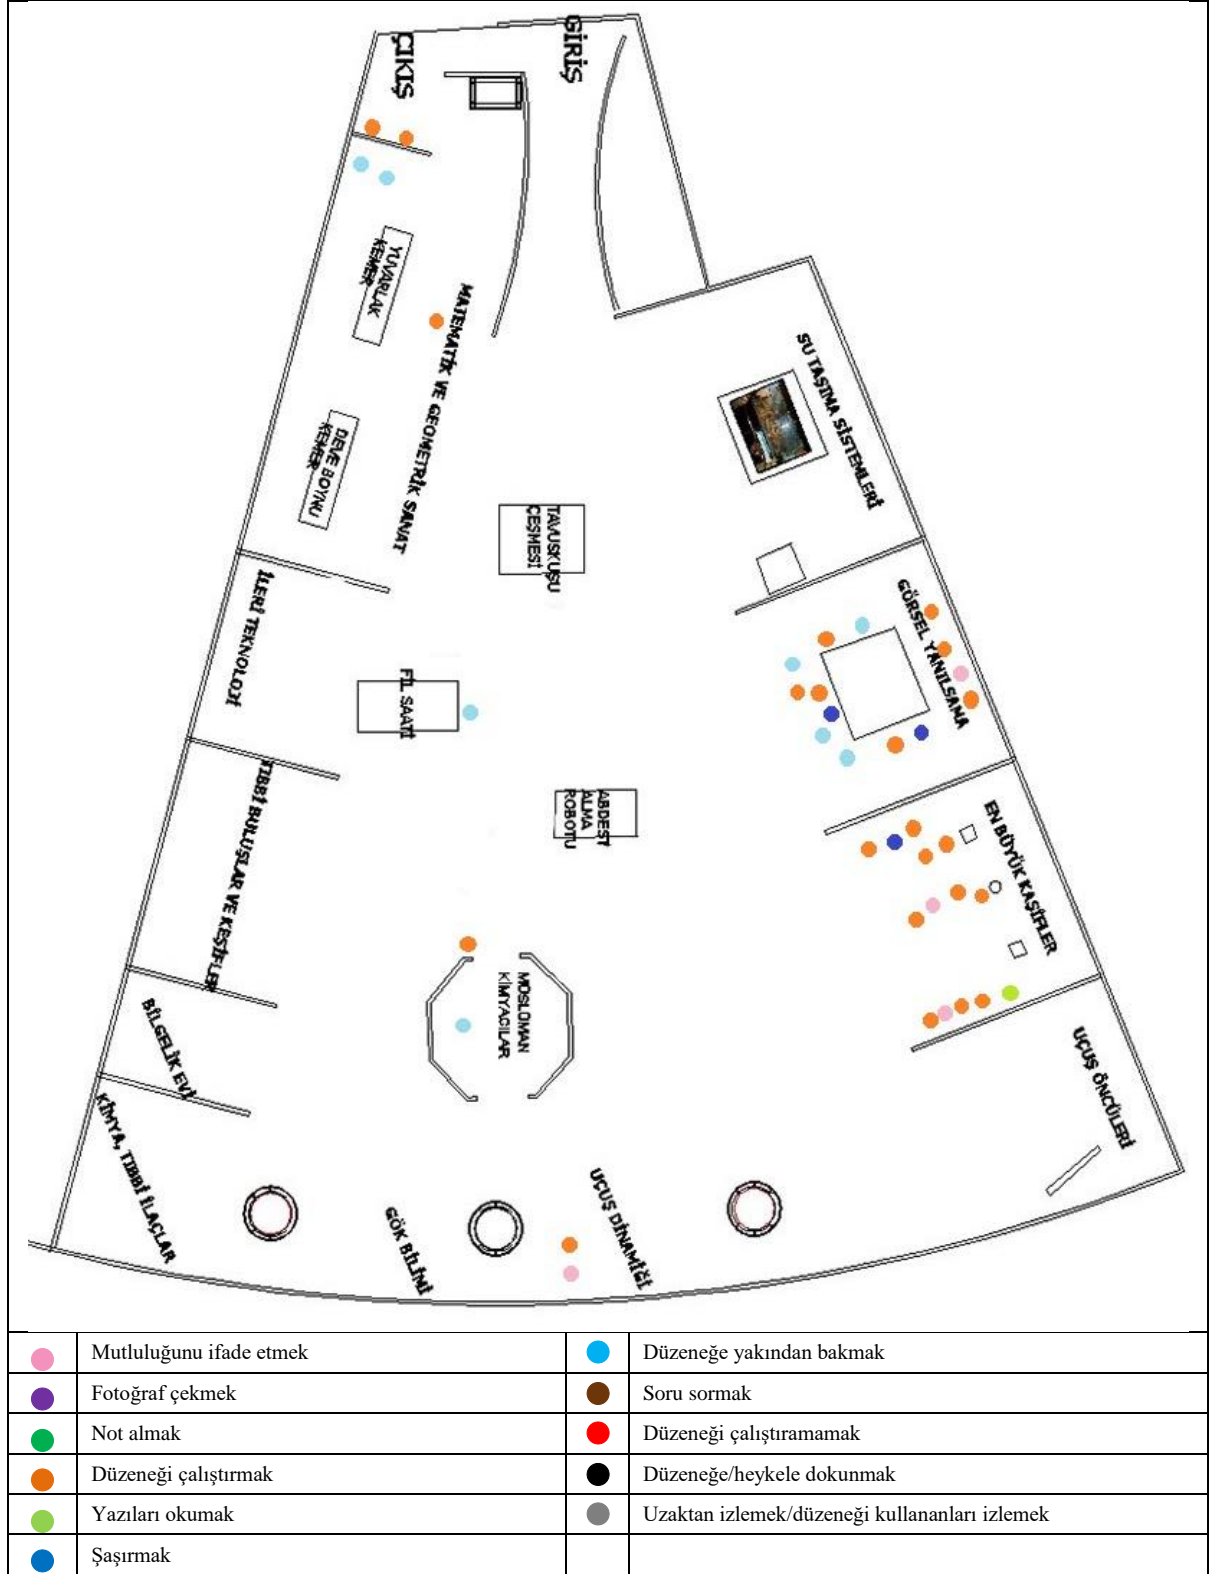 ÇIKIŞ
GİRİŞ
YUVARLAK
KEMER
MATEMATİK VE GEOMETRİK SANAT
DEVE BOYNU
KEMER
SU TAŞIMA SİSTEMLERİ
TAVUSKUŞU
ÇEŞMESİ
İLERİ TEKNOLOJİ
GÖRSEL YANILSAMA
FİL SAATİ
TIBBİ BULUŞLAR VE KEŞİFLER
ABDEST
ALMA
ROBOTU
EN BÜYÜK KAŞİFLER
MÜSLÜMAN
KİMYACILAR
BİLGELİK EVİ
UÇUŞ ÖNCÜLERİ
KİMYA, TIBBİ İLAÇLAR
GÖK BİLİMİ
UÇUŞ DİNAMİĞİ
Mutluluğunu ifade etmek
Düzeneğe yakından bakmak
Fotoğraf çekmek
Soru sormak
Not almak
Düzeneği çalıştıramamak
Düzeneği çalıştırmak
Düzeneğe/heykele dokunmak
Yazıları okumak
Uzaktan izlemek/düzeneği kullananları izlemek
Şaşırmak